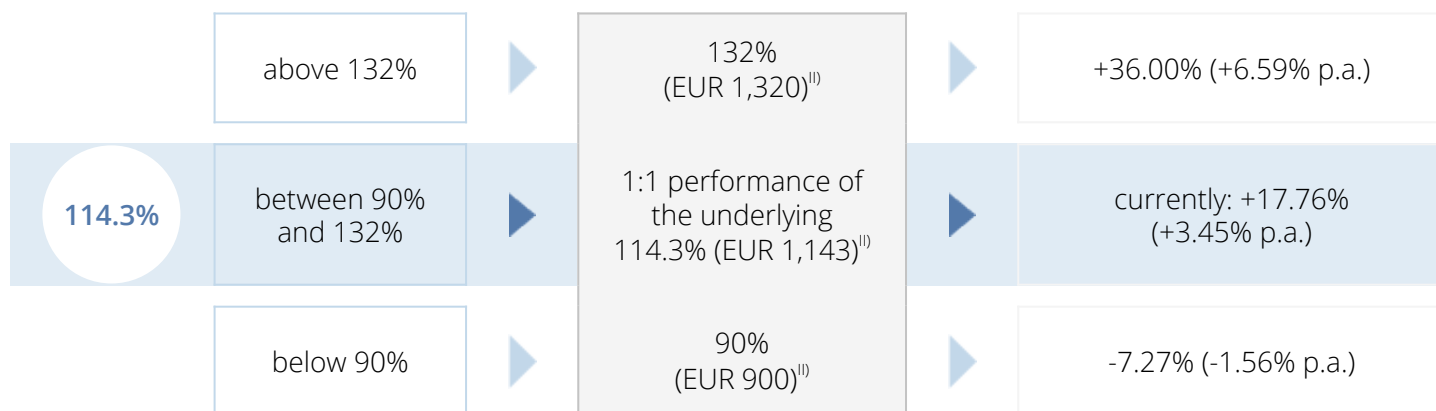 above 132%
132%
(EUR 1,320)II)
+36.00% (+6.59% p.a.)
114.3%
between 90%
and 132%
1:1 performance of
the underlying
114.3% (EUR 1,143)II)
currently: +17.76%
(+3.45% p.a.)
below 90%
90%
(EUR 900)II)
-7.27% (-1.56% p.a.)